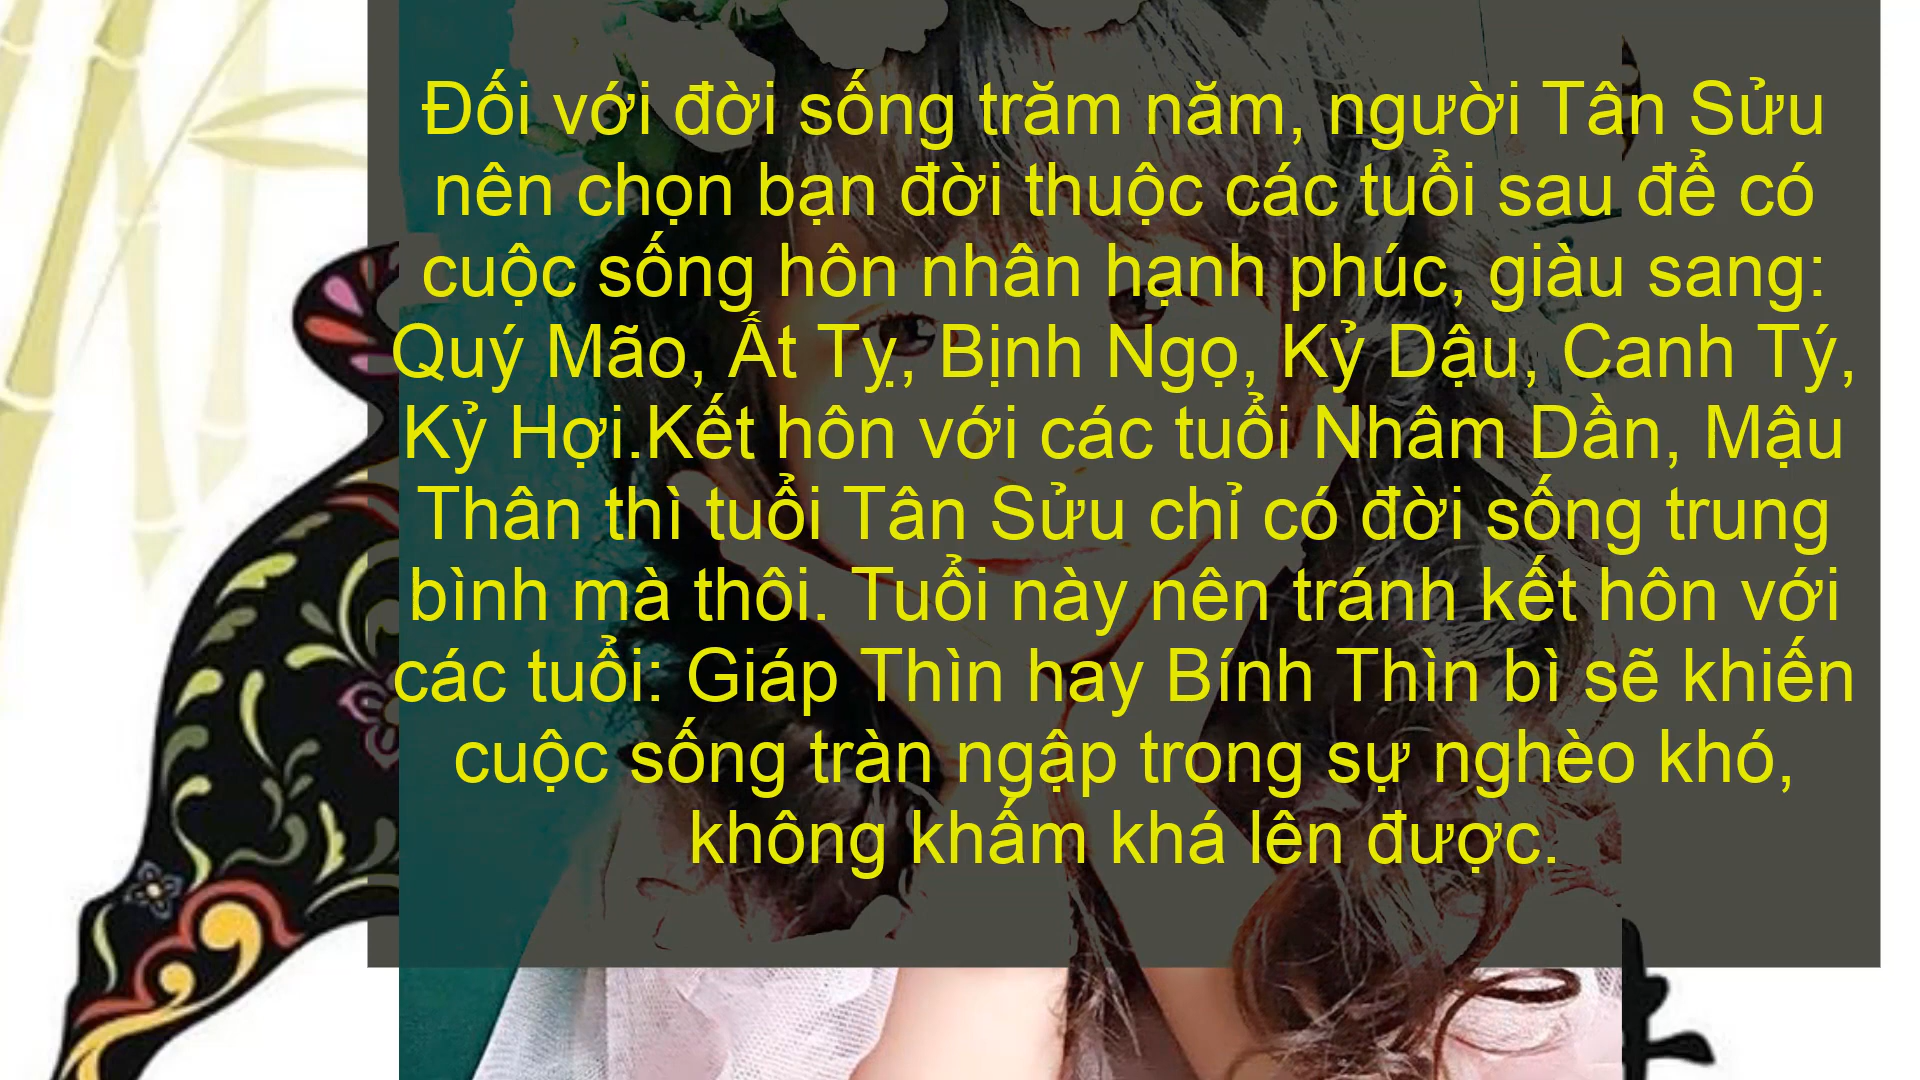 Đối với đời sống trăm năm, người Tân Sửu
nên chọn bạn đời thuộc các tuổi sau để có
cuộc sống hôn nhân hạnh phúc, giàu sang:
Quý Mão, Ất Tỵ, Bịnh Ngọ, Kỷ Dậu, Canh Tý,
Kỷ Hợi.Kết hôn với các tuổi Nhâm Dần, Mậu
Thân thì tuổi Tân Sửu chỉ có đời sống trung
bình mà thôi. Tuổi này nên tránh kết hôn với
các tuổi: Giáp Thìn hay Bính Thìn bì sẽ khiến
cuộc sống tràn ngập trong sự nghèo khó,
không khấm khá lên được.